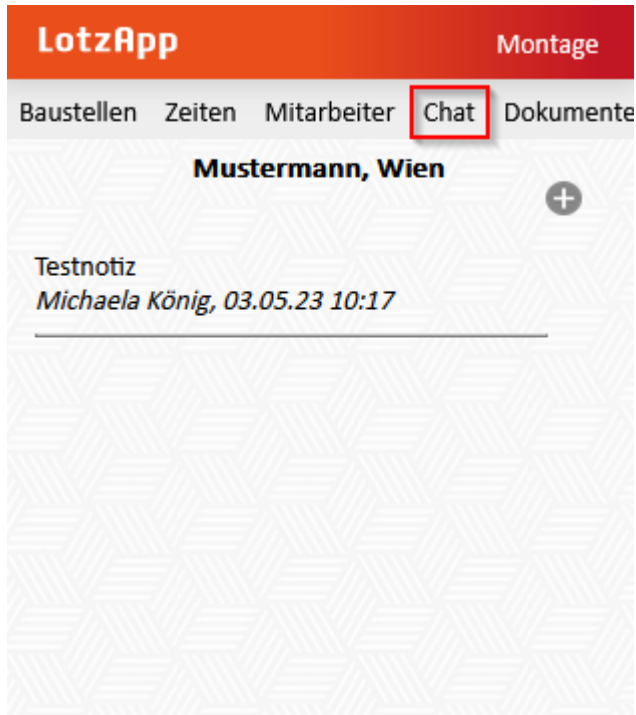 LotzApp Montage
Baustellen Zeiten Mitarbeiter Chat Dokumente
Mustermann, Wien
Testnotiz
Michaela König, 03.05.23 10:17